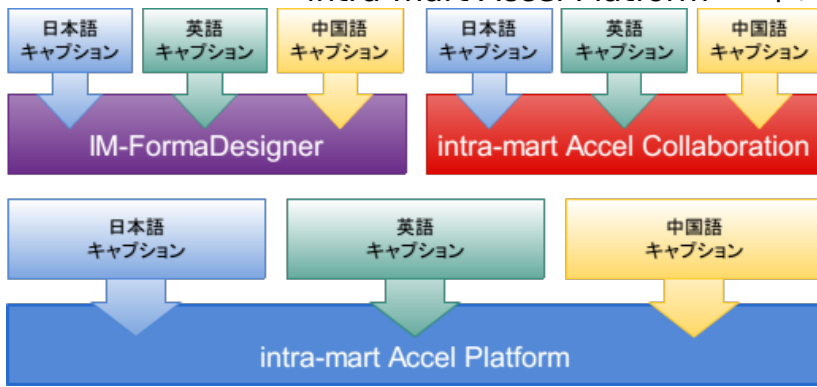 intra-mart Accel Platform
日本語 英語 中国語 日本語 英語 中国語
キャプション キャプション キャプション キャプション キャプション キャプション
IM-FormaDesigner intra-mart Accel Collaboration
日本語 英語 中国語
キャプション キャプション キャプション
intra-mart Accel Platform